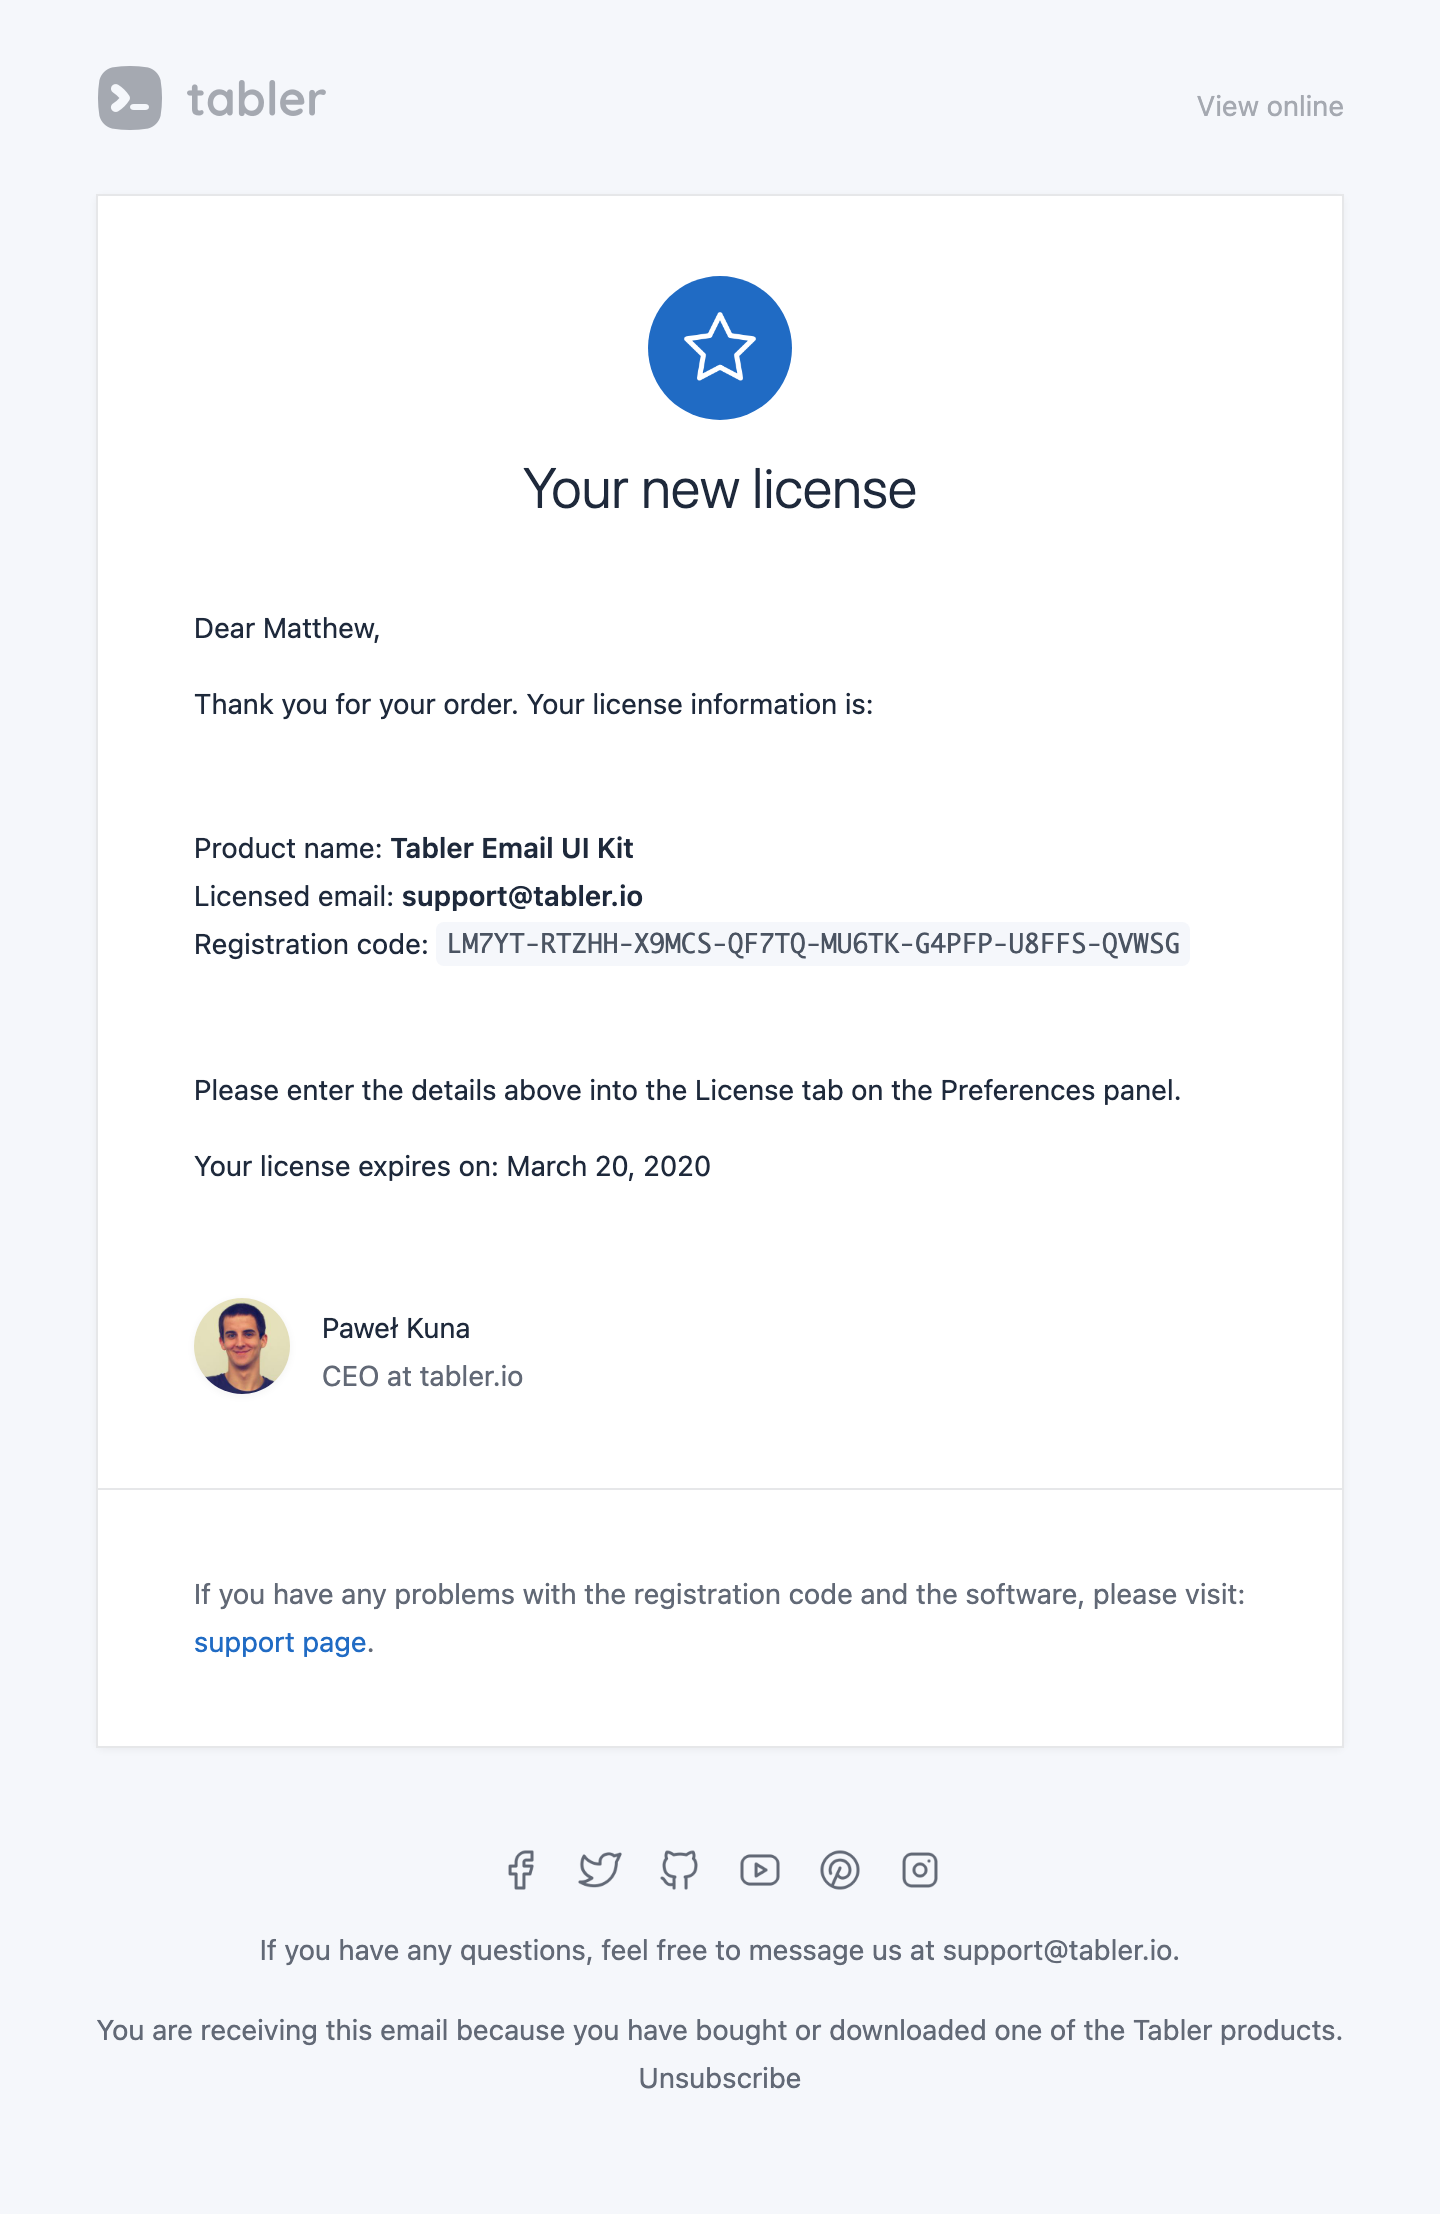 tabler
View online
Your new license
Dear Matthew,
Thank you for your order. Your license information is:
Product name: Tabler Email UI Kit
Licensed email: support@tabler.io
Registration code: LM7YT-RTZHH-X9MCS-QF7TQ-MU6TK-G4PFP-U8FFS-QVWSG
Please enter the details above into the License tab on the Preferences panel.
Your license expires on: March 20, 2020
Paweł Kuna
CEO at tabler.io
If you have any problems with the registration code and the software, please visit:
support page.
If you have any questions, feel free to message us at support@tabler.io.
You are receiving this email because you have bought or downloaded one of the Tabler products.
Unsubscribe